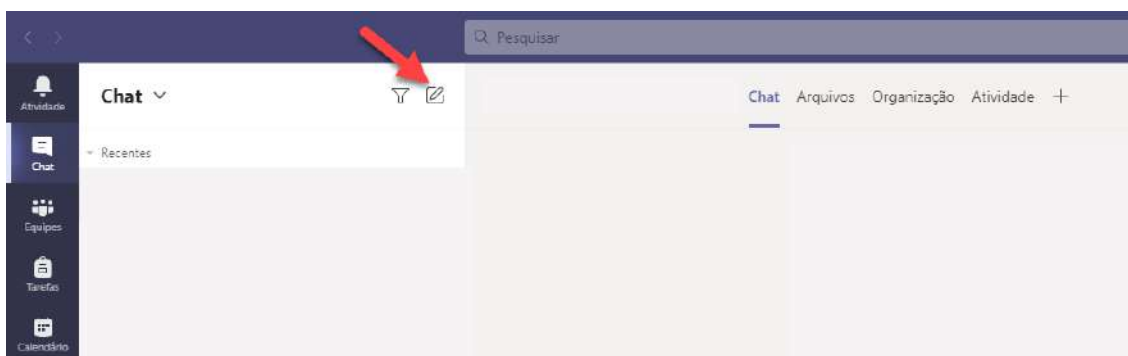 Pesquisar
Atividade
Chat
Equipes
Tarefas
Calendário
Chat
Recentes
Chat Arquivos Organização Atividade